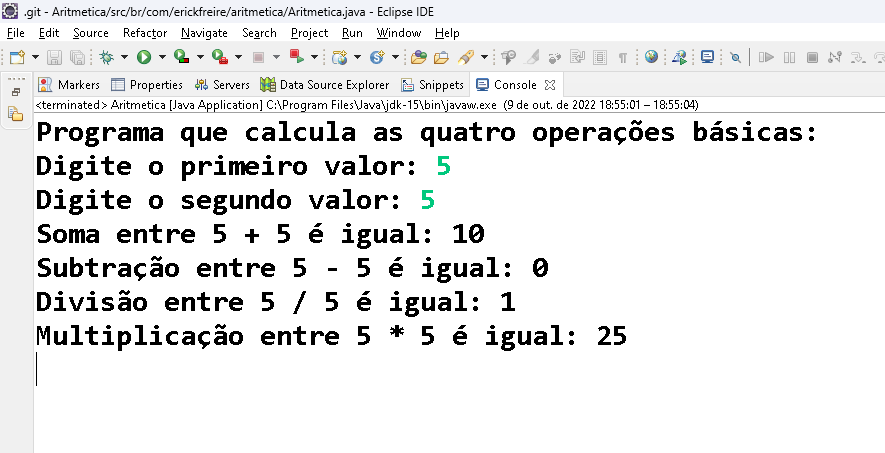 .git - Aritmetica/src/br/com/erickfreire/aritmetica/Aritmetica.java - Eclipse IDE
File Edit Source Refactor Navigate Search Project Run Window Help
Markers Properties Servers Data Source Explorer Snippets Console
<terminated> Aritmetica [Java Application] C:\Program Files\Java\jdk-15\bin\javaw.exe (9 de out. de 2022 18:55:01 – 18:55:04)
Programa que calcula as quatro operações básicas:
Digite o primeiro valor: 5
Digite o segundo valor: 5
Soma entre 5 + 5 é igual: 10
Subtração entre 5 - 5 é igual: 0
Divisão entre 5 / 5 é igual: 1
Multiplicação entre 5 * 5 é igual: 25